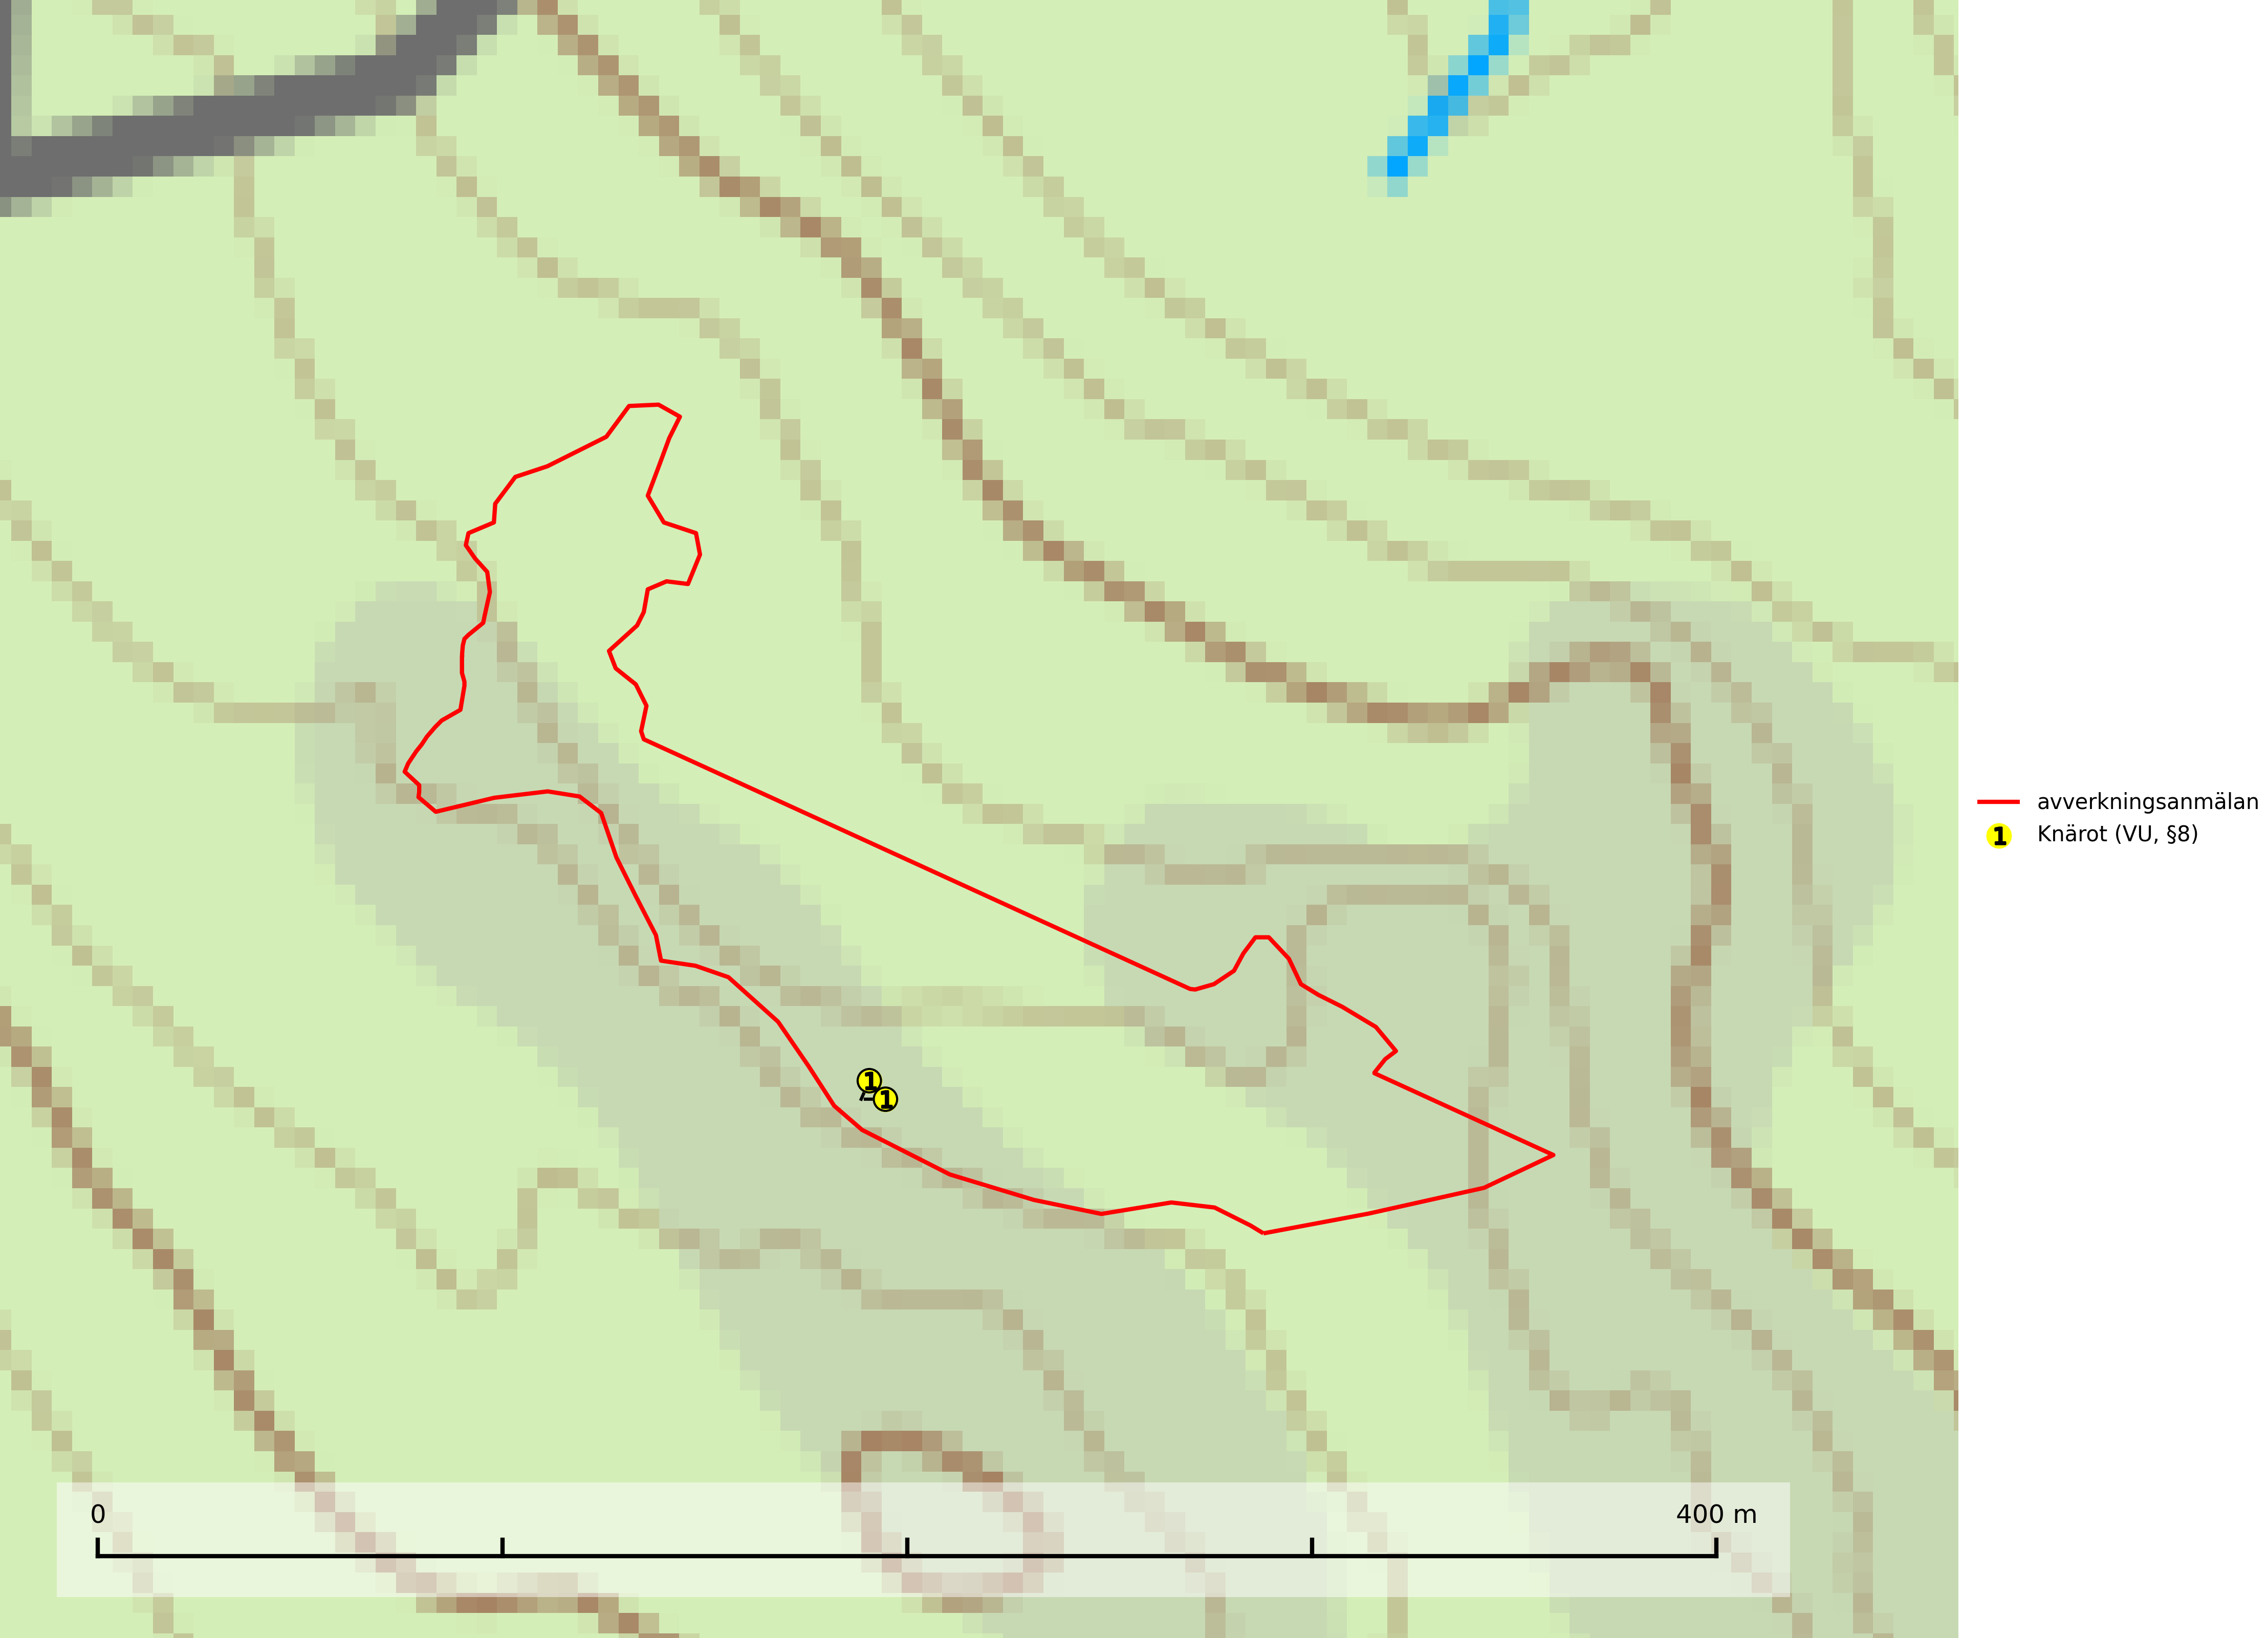 avverkningsanmälan
1 Knärot (VU, §8)
1
1
0 400 m